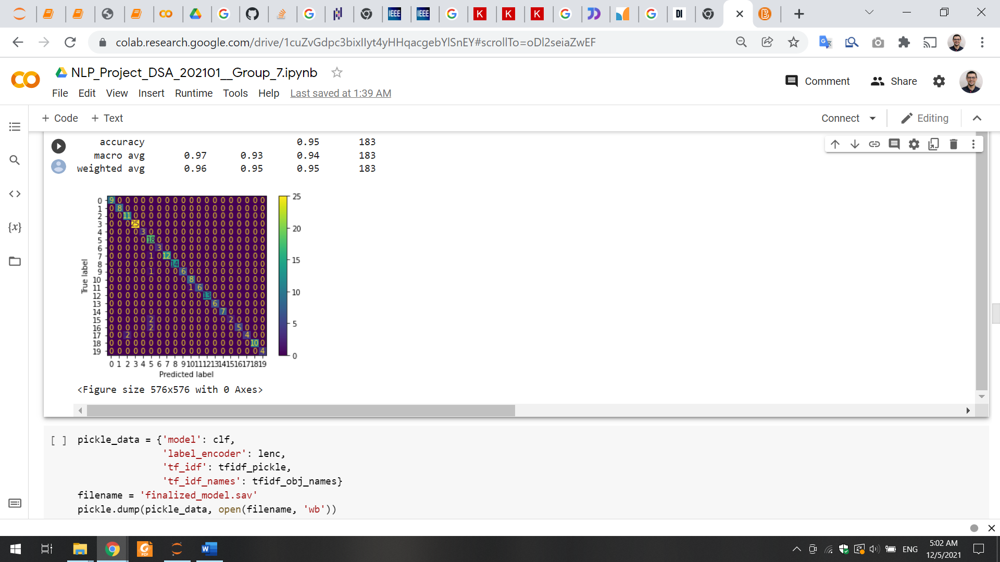 colab.research.google.com/drive/1cuZvGdpc3bixIIyt4yHHqacgebYlSnEY#scrollTo=oDl2seiaZwEF
NLP_Project_DSA_202101__Group_7.ipynb
Comment
Share
File Edit View Insert Runtime Tools Help Last saved at 1:39 AM
+ Code + Text
Connect
Editing
accuracy 0.95 183
macro avg 0.97 0.93 0.94 183
weighted avg 0.96 0.95 0.95 183
True label
0 9 0 0 0 0 0 0 0 0 0 0 0 0 0 0 0 0 0 0 0
1 0 8 0 0 0 0 0 0 0 0 0 0 0 0 0 0 0 0 0 0
2 0 0 11 0 0 0 0 0 0 0 0 0 0 0 0 0 0 0 0 0
3 0 0 0 25 0 0 0 0 0 0 0 0 0 0 0 0 0 0 0 0
4 0 0 0 0 3 0 0 0 0 0 0 0 0 0 0 0 0 0 0 0
5 0 0 0 0 0 18 0 0 0 0 0 0 0 0 0 0 0 0 0 0
6 0 0 0 0 0 0 3 0 0 0 0 0 0 0 0 0 0 0 0 0
7 0 0 0 0 0 1 0 12 0 0 0 0 0 0 0 0 0 0 0 0
8 0 0 0 0 0 0 0 0 14 0 0 0 0 0 0 0 0 0 0 0
9 0 0 0 0 0 1 0 0 0 6 0 0 0 0 0 0 0 0 0 0
10 0 0 0 0 0 0 0 0 0 0 8 0 0 0 0 0 0 0 0 0
11 0 0 0 0 0 0 0 0 0 0 1 6 0 0 0 0 0 0 0 0
12 0 0 0 0 0 0 0 0 0 0 0 0 13 0 0 0 0 0 0 0
13 0 0 0 0 0 0 0 0 0 0 0 0 0 6 0 0 0 0 0 0
14 0 0 0 0 0 0 0 0 0 0 0 0 0 0 7 0 0 0 0 0
15 0 0 0 0 0 2 0 0 0 0 0 0 0 0 0 2 0 0 0 0
16 0 0 0 0 0 2 0 0 0 0 0 0 0 0 0 0 5 0 0 0
17 0 0 2 0 0 0 0 0 0 0 0 0 0 0 0 0 0 4 0 0
18 0 0 0 0 0 0 0 0 0 0 0 0 0 0 0 0 0 0 10 0
19 0 0 0 0 0 0 0 0 0 0 0 0 0 0 0 0 0 0 0 4
0 1 2 3 4 5 6 7 8 9 10 11 12 13 14 15 16 17 18 19
Predicted label
25
20
15
10
5
0
<Figure size 576x576 with 0 Axes>
[ ] pickle_data = {'model': clf,
'label_encoder': lenc,
'tf_idf': tfidf_pickle,
'tf_idf_names': tfidf_obj_names}
filename = 'finalized_model.sav'
pickle.dump(pickle_data, open(filename, 'wb'))
ENG
5:02 AM
12/5/2021